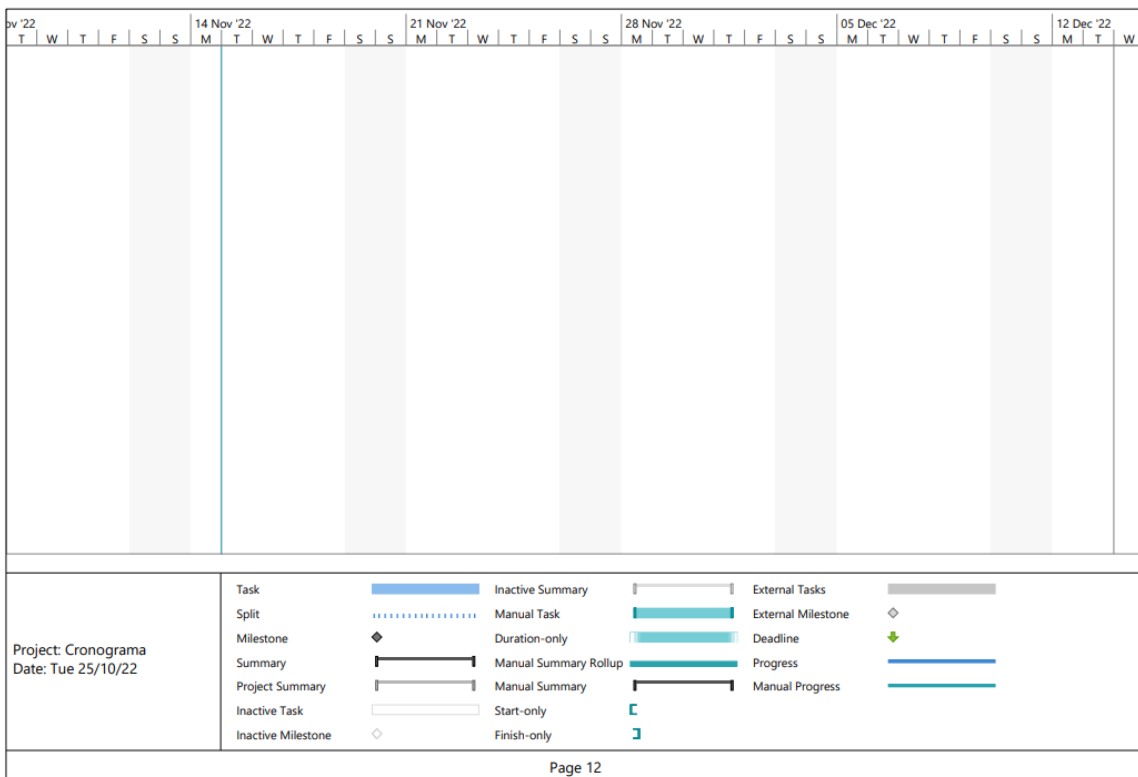 ov '22 14 Nov '22 21 Nov '22 28 Nov '22 05 Dec '22 12 Dec '22
T W T F S S M T W T F S S M T W T F S S M T W T F S S M T W T F S S M T W
Task Inactive Summary External Tasks
Split Manual Task External Milestone
Milestone Duration-only Deadline
Project: Cronograma
Summary Manual Summary Rollup Progress
Date: Tue 25/10/22
Project Summary Manual Summary Manual Progress
Inactive Task Start-only
Inactive Milestone Finish-only
Page 12